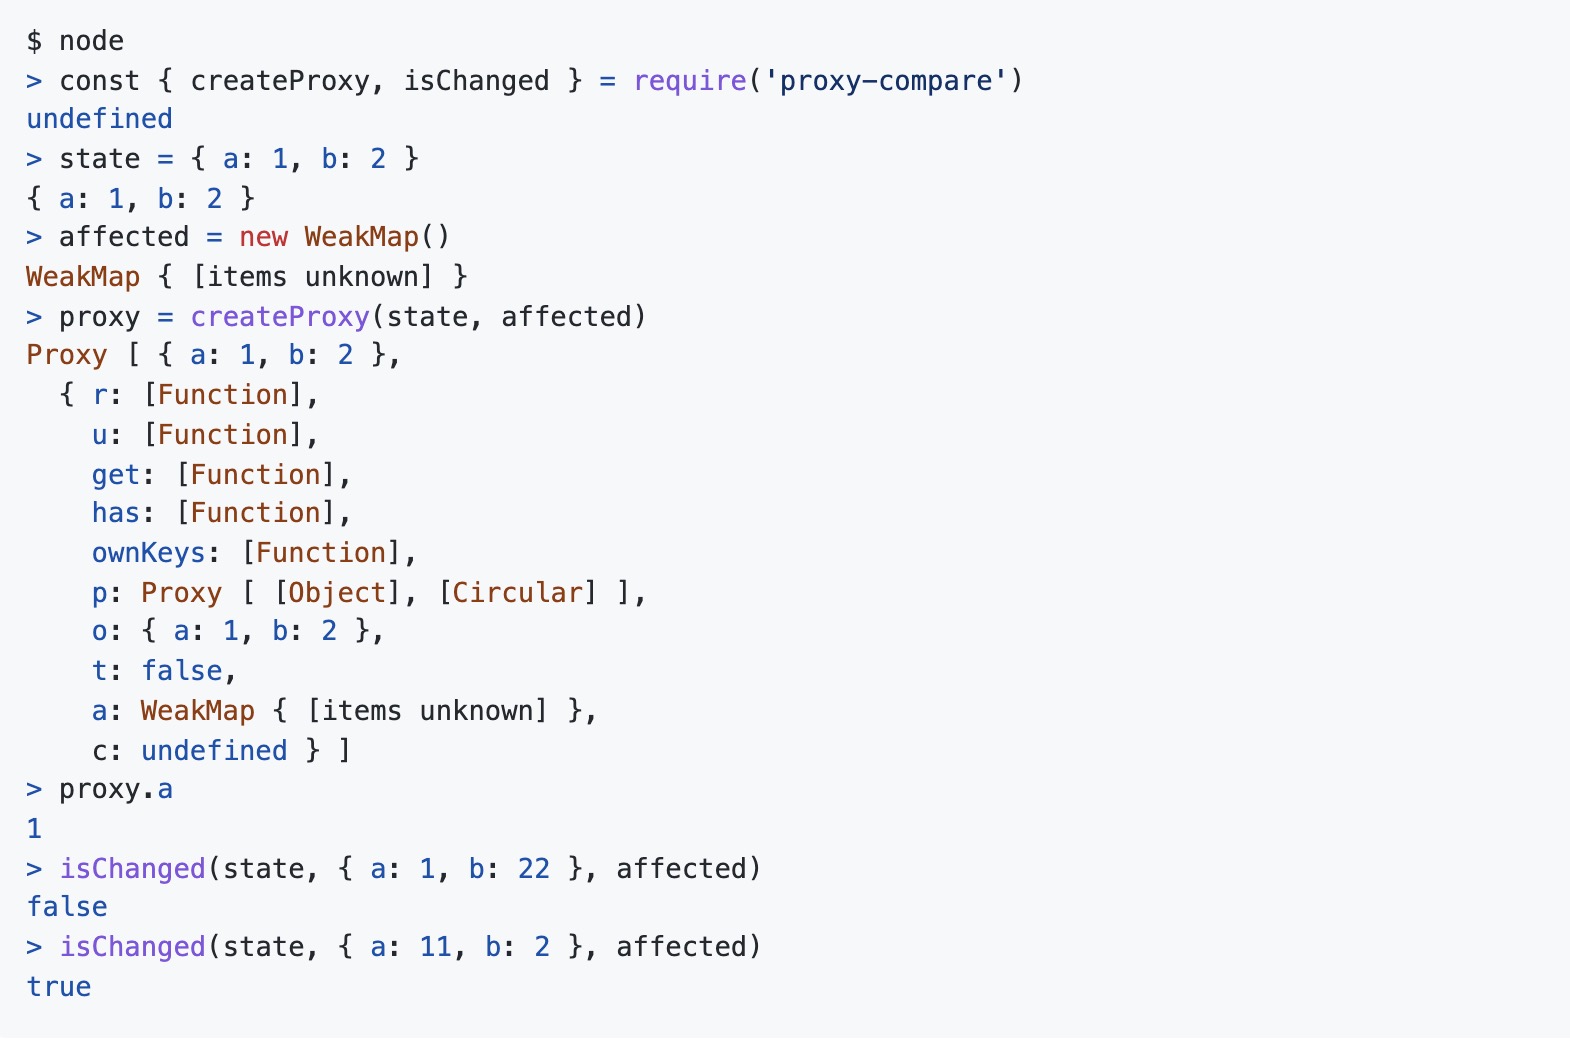 $ node
> const { createProxy, isChanged } = require('proxy-compare')
undefined
> state = { a: 1, b: 2 }
{ a: 1, b: 2 }
> affected = new WeakMap()
WeakMap { [items unknown] }
> proxy = createProxy(state, affected)
Proxy [ { a: 1, b: 2 },
  { r: [Function],
    u: [Function],
    get: [Function],
    has: [Function],
    ownKeys: [Function],
    p: Proxy [ [Object], [Circular] ],
    o: { a: 1, b: 2 },
    t: false,
    a: WeakMap { [items unknown] },
    c: undefined } ]
> proxy.a
1
> isChanged(state, { a: 1, b: 22 }, affected)
false
> isChanged(state, { a: 11, b: 2 }, affected)
true